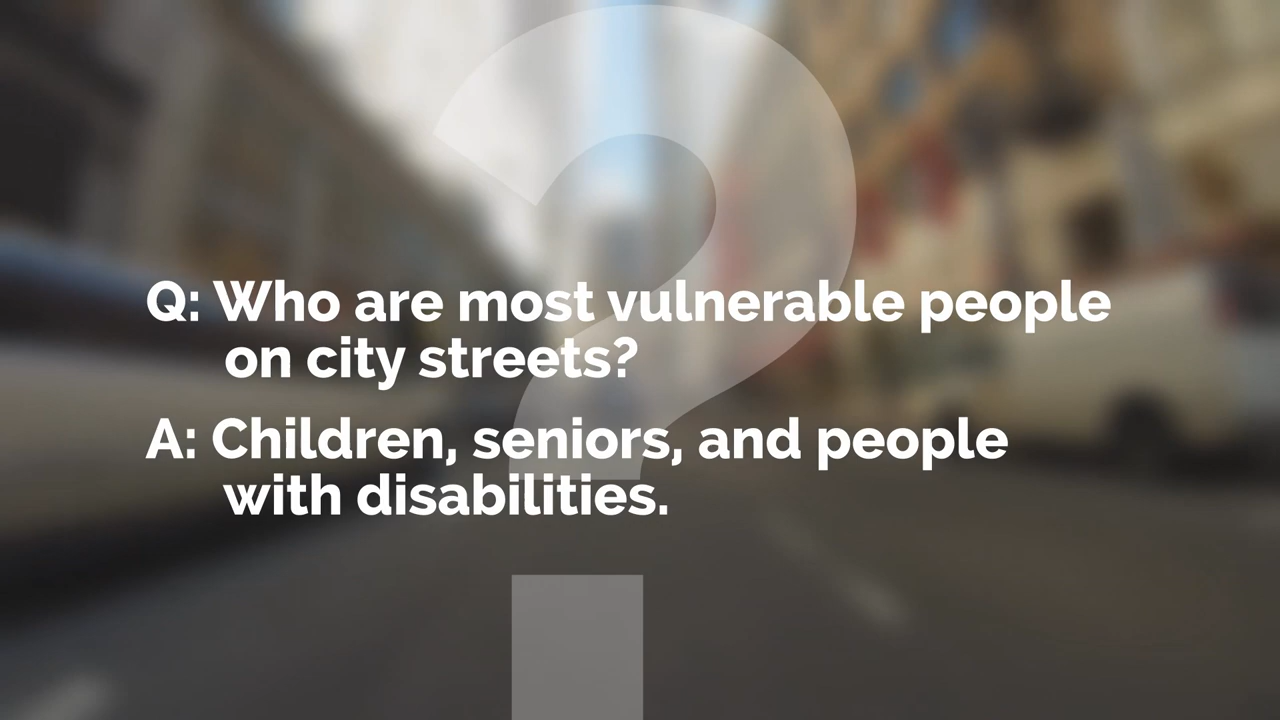 Q: Who are most vulnerable people
on city streets?
A: Children, seniors, and people
with disabilities.